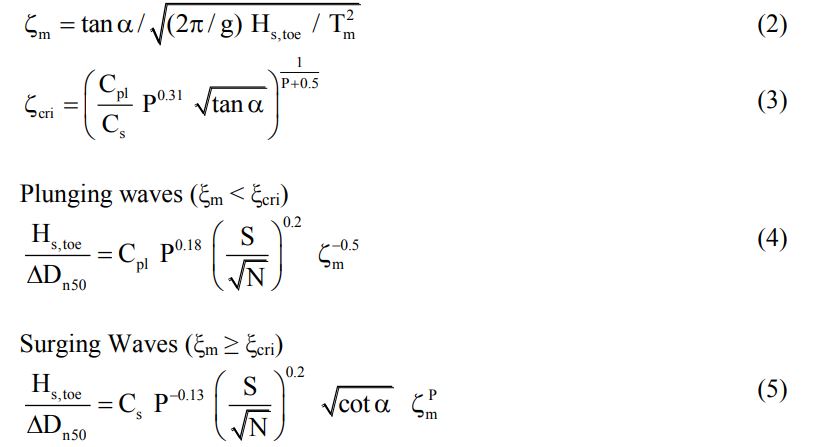 ζm = tan α / √(2π / g) Hs,toe / Tm² (2)
ζcri = (Cpl/Cs P^0.31 √tan α)^(1/(P+0.5)) (3)
Plunging waves (ξm < ξcri)
Hs,toe/ΔDn50 = Cpl P^0.18 (S/√N)^0.2 ζm^−0.5 (4)
Surging Waves (ξm ≥ ξcri)
Hs,toe/ΔDn50 = Cs P^−0.13 (S/√N)^0.2 √cot α ζm^P (5)